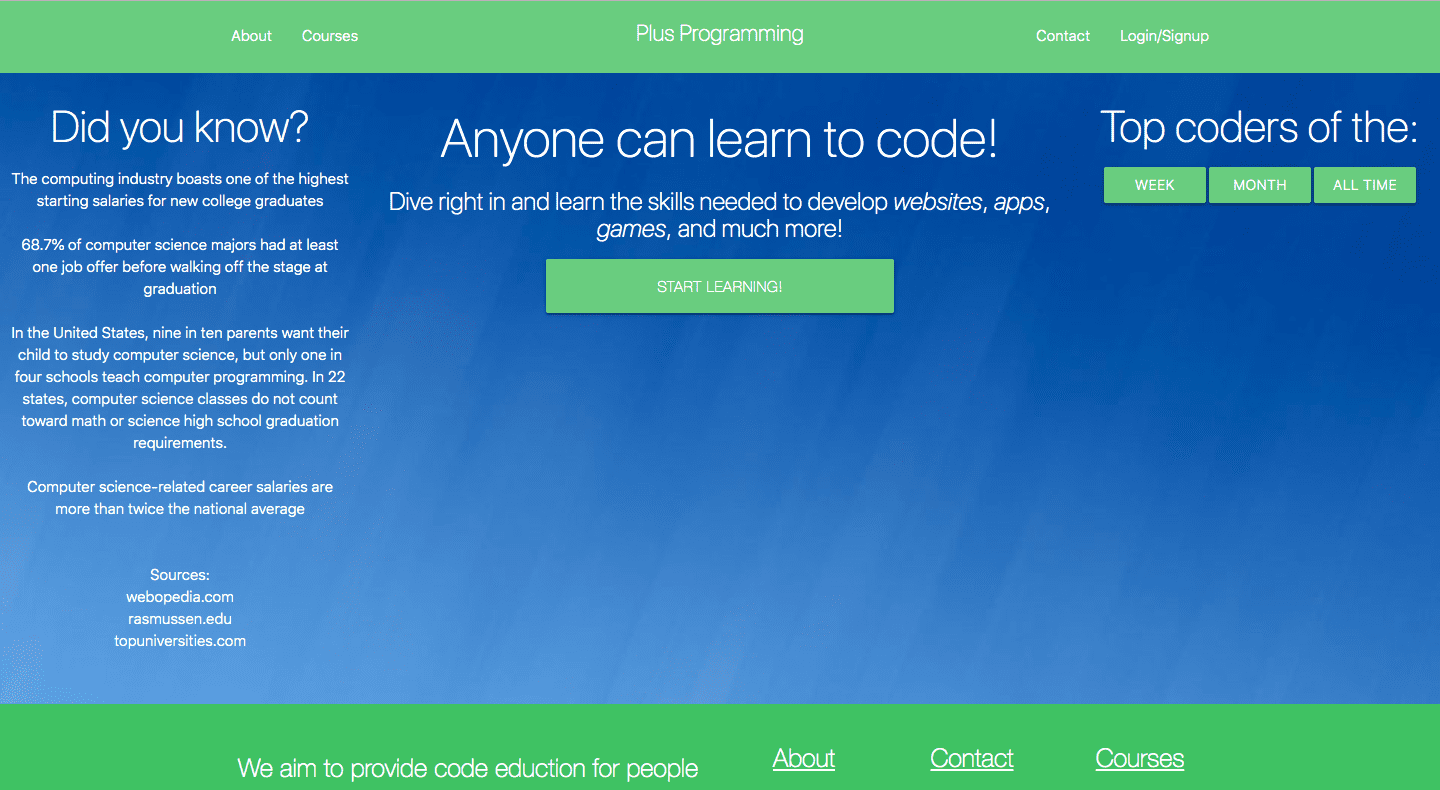 About
Courses
Plus Programming
Contact
Login/Signup
Did you know?
The computing industry boasts one of the highest
starting salaries for new college graduates
68.7% of computer science majors had at least
one job offer before walking off the stage at
graduation
In the United States, nine in ten parents want their
child to study computer science, but only one in
four schools teach computer programming. In 22
states, computer science classes do not count
toward math or science high school graduation
requirements.
Computer science-related career salaries are
more than twice the national average
Sources:
webopedia.com
rasmussen.edu
topuniversities.com
Anyone can learn to code!
Dive right in and learn the skills needed to develop websites, apps,
games, and much more!
START LEARNING!
Top coders of the:
WEEK
MONTH
ALL TIME
We aim to provide code eduction for people
About
Contact
Courses